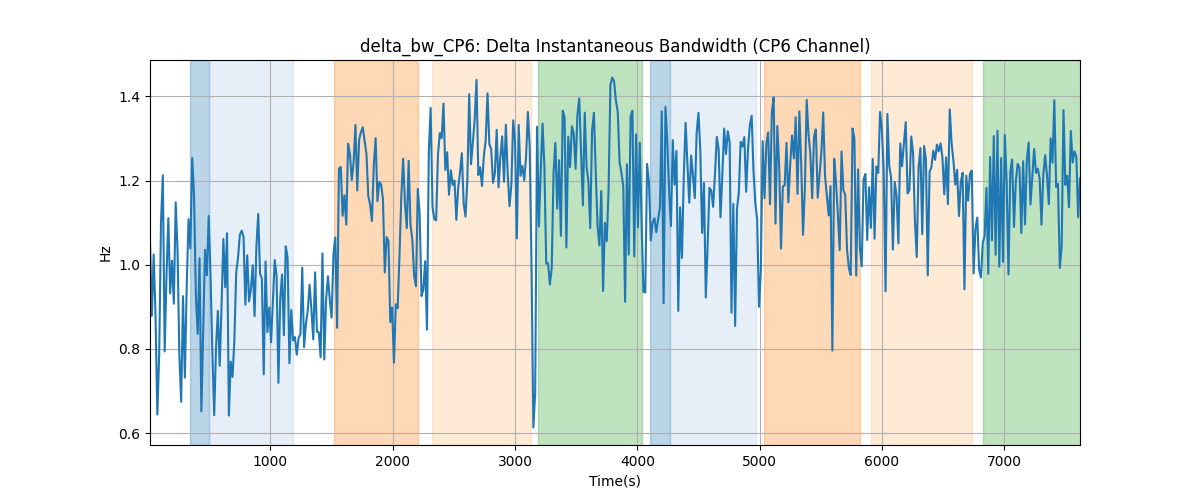 delta_bw_CP6: Delta Instantaneous Bandwidth (CP6 Channel)
Hz
1.4
1.2
1.0
0.8
0.6
1000 2000 3000 4000 5000 6000 7000
Time(s)